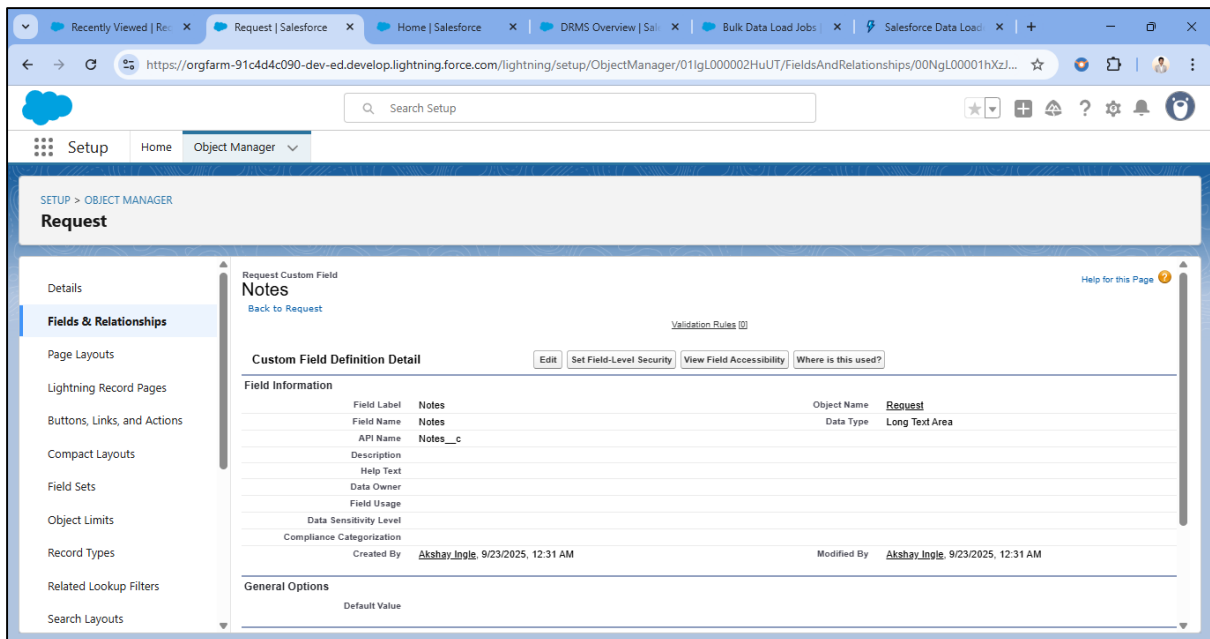 Recently Viewed | Rec
Request | Salesforce
Home | Salesforce
DRMS Overview | Sale
Bulk Data Load Jobs |
Salesforce Data Load
https://orgfarm-91c4d4c090-dev-ed.develop.lightning.force.com/lightning/setup/ObjectManager/01IgL000002HuUT/FieldsAndRelationships/00NgL00001hXzJ...
Search Setup
Setup Home Object Manager
SETUP > OBJECT MANAGER
Request
Details
Fields & Relationships
Page Layouts
Lightning Record Pages
Buttons, Links, and Actions
Compact Layouts
Field Sets
Object Limits
Record Types
Related Lookup Filters
Search Layouts
Request Custom Field
Notes
Help for this Page
Back to Request
Validation Rules [0]
Custom Field Definition Detail Edit Set Field-Level Security View Field Accessibility Where is this used?
Field Information
Field Label Notes Object Name Request
Field Name Notes Data Type Long Text Area
API Name Notes__c
Description
Help Text
Data Owner
Field Usage
Data Sensitivity Level
Compliance Categorization
Created By Akshay Ingle, 9/23/2025, 12:31 AM Modified By Akshay Ingle, 9/23/2025, 12:31 AM
General Options
Default Value